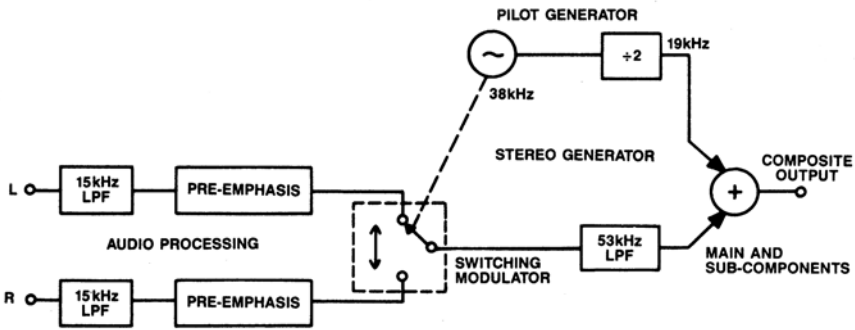 PILOT GENERATOR
~
÷2
19kHz
38kHz
STEREO GENERATOR
COMPOSITE
OUTPUT
L
15kHz
LPF
PRE-EMPHASIS
+
AUDIO PROCESSING
SWITCHING
MODULATOR
53kHz
LPF
MAIN AND
SUB-COMPONENTS
R
15kHz
LPF
PRE-EMPHASIS